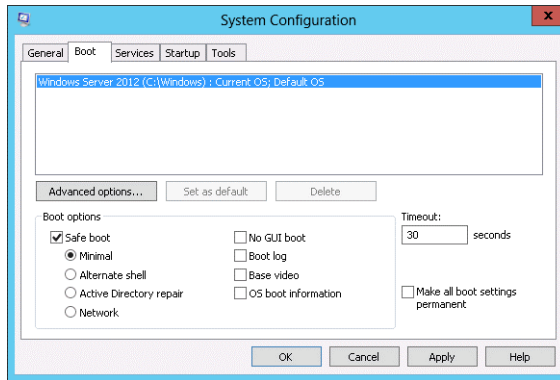 System Configuration
x
General Boot Services Startup Tools
Windows Server 2012 (C:\Windows) : Current OS; Default OS
Advanced options... Set as default Delete
Boot options
Timeout:
Safe boot No GUI boot 30 seconds
Minimal Boot log
Alternate shell Base video
Active Directory repair OS boot information Make all boot settings
permanent
Network
OK Cancel Apply Help